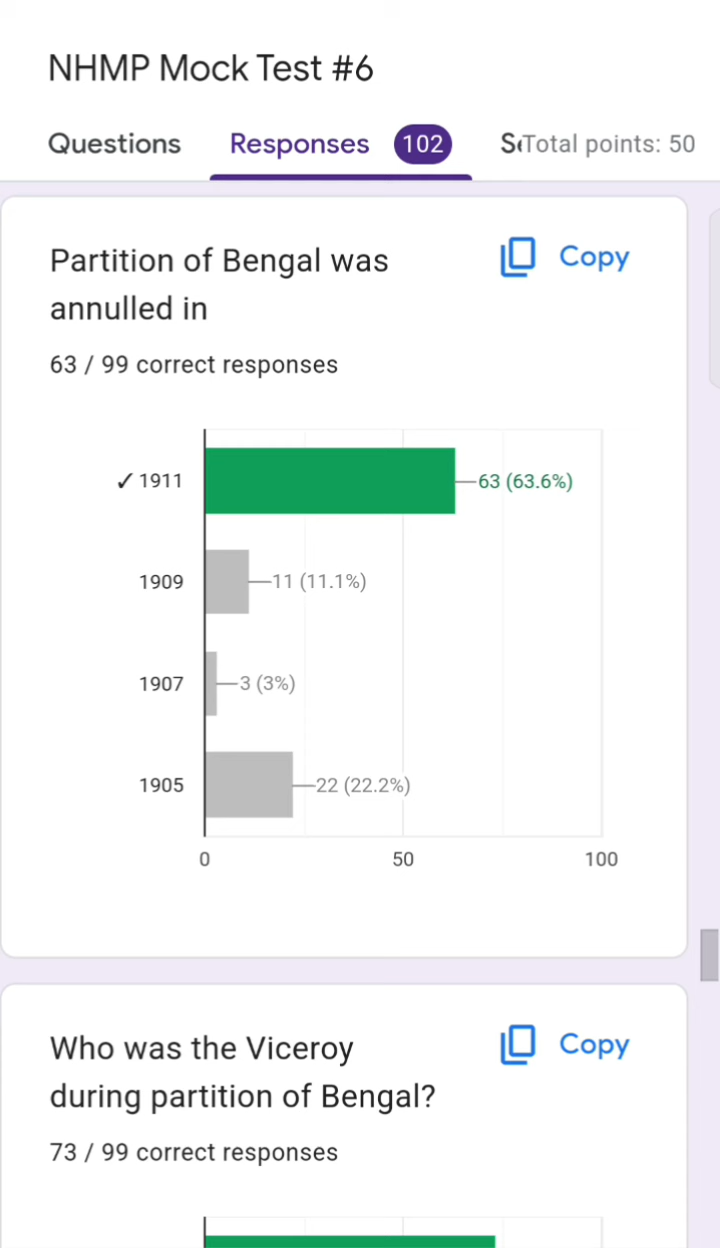 NHMP Mock Test #6
Questions Responses 102 Total points: 50
Partition of Bengal was
annulled in
Copy
63 / 99 correct responses
✓ 1911 63 (63.6%)
1909 11 (11.1%)
1907 3 (3%)
1905 22 (22.2%)
0 50 100
Who was the Viceroy
during partition of Bengal?
Copy
73 / 99 correct responses